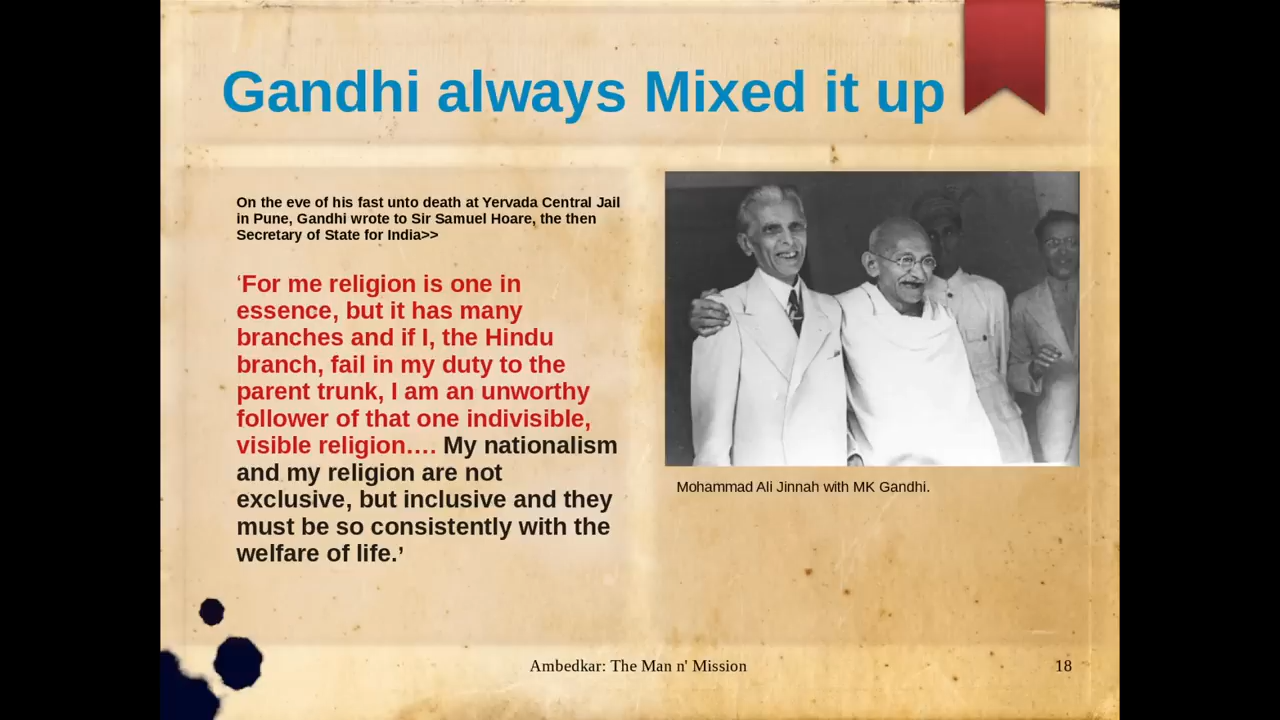 Gandhi always Mixed it up
On the eve of his fast unto death at Yervada Central Jail
in Pune, Gandhi wrote to Sir Samuel Hoare, the then
Secretary of State for India>>
‘For me religion is one in
essence, but it has many
branches and if I, the Hindu
branch, fail in my duty to the
parent trunk, I am an unworthy
follower of that one indivisible,
visible religion…. My nationalism
and my religion are not
exclusive, but inclusive and they
must be so consistently with the
welfare of life.’
Mohammad Ali Jinnah with MK Gandhi.
Ambedkar: The Man n' Mission
18